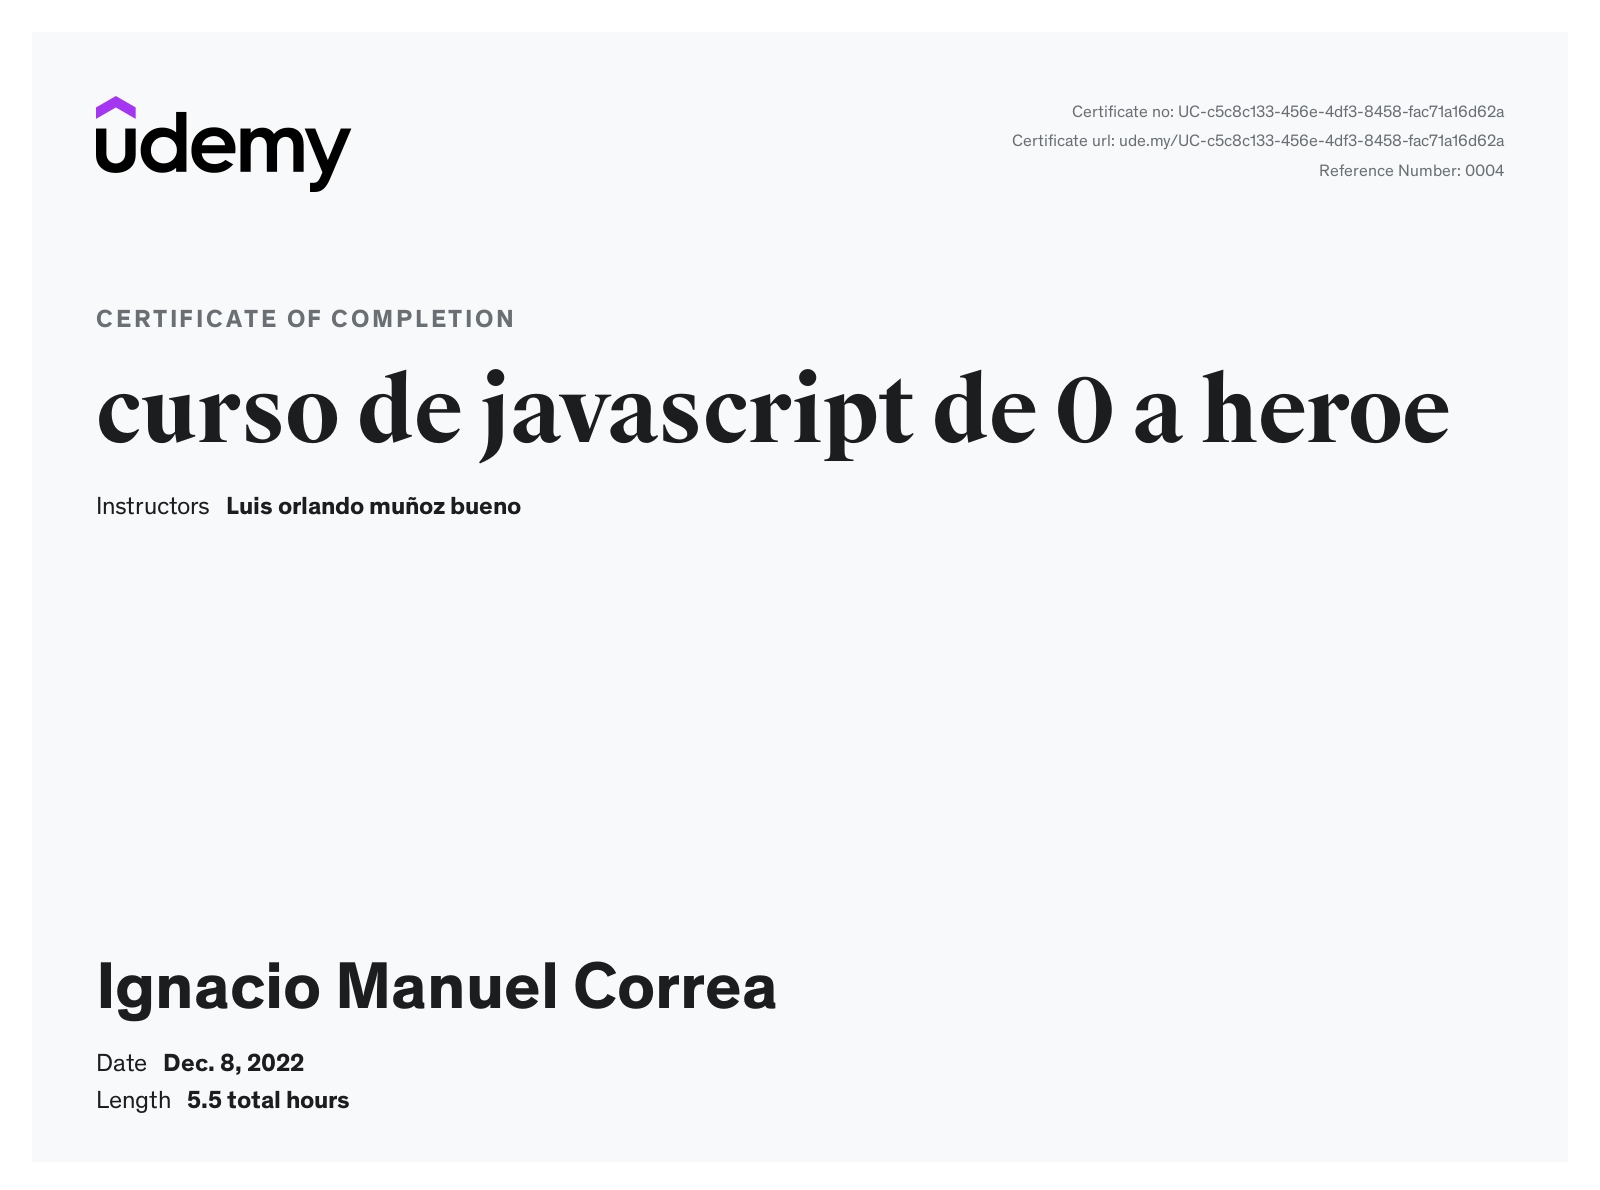 udemy
Certificate no: UC-c5c8c133-456e-4df3-8458-fac71a16d62a
Certificate url: ude.my/UC-c5c8c133-456e-4df3-8458-fac71a16d62a
Reference Number: 0004
CERTIFICATE OF COMPLETION
curso de javascript de 0 a heroe
Instructors Luis orlando muñoz bueno
Ignacio Manuel Correa
Date Dec. 8, 2022
Length 5.5 total hours